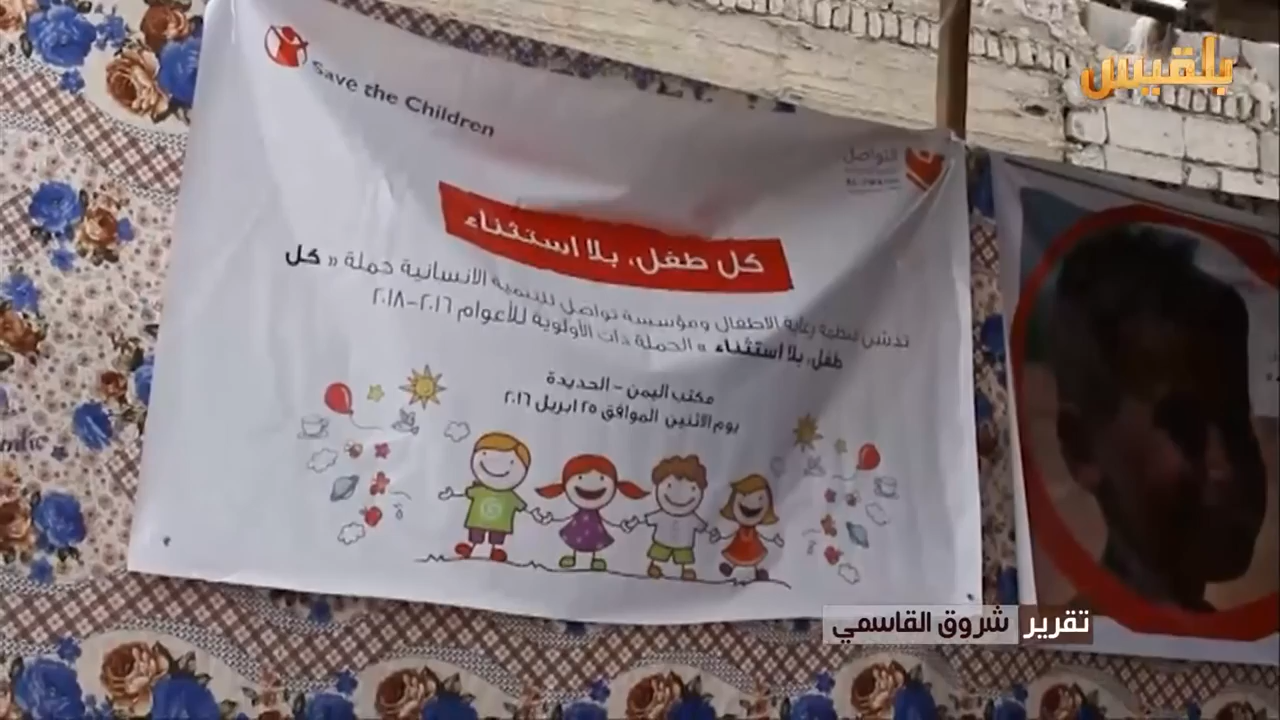 بلقيس
Save the Children
التواصل
كل طفل، بلا استثناء
تدشن منظمة رعاية الاطفال ومؤسسة تواصل للتنمية الانسانية حملة « كل
طفل، بلا استثناء » الحملة ذات الأولوية للأعوام ٢٠١٦-٢٠١٨
مكتب اليمن - الحديدة
يوم الاثنين الموافق ٢٥ ابريل ٢٠١٦
تقرير شروق القاسمي